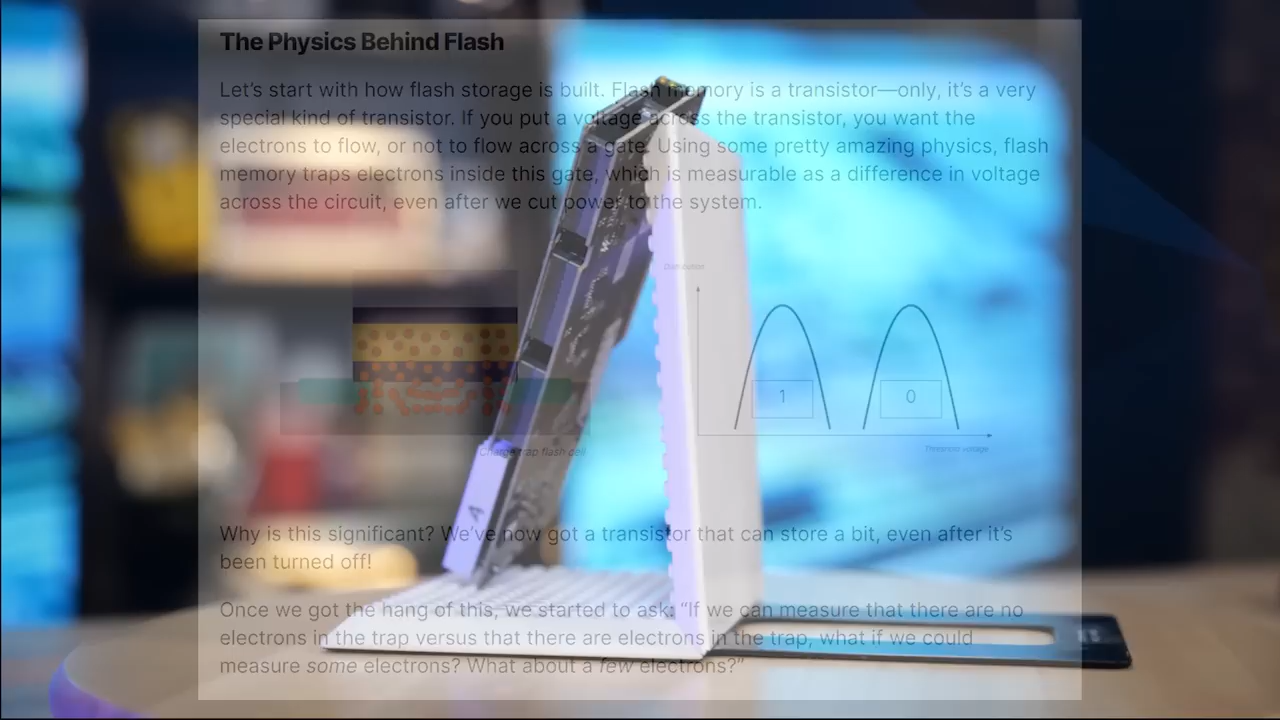 The Physics Behind Flash
Let's start with how flash storage is built. Flash memory is a transistor—only, it's a very
special kind of transistor. If you put a voltage across the transistor, you want the
electrons to flow, or not to flow across a gate. Using some pretty amazing physics, flash
memory traps electrons inside this gate, which is measurable as a difference in voltage
across the circuit, even after we cut power to the system.
Distribution
1
0
Charge trap flash cell
Threshold voltage
A
Why is this significant? We've now got a transistor that can store a bit, even after it's
been turned off!
Once we got the hang of this, we started to ask: "If we can measure that there are no
electrons in the trap versus that there are electrons in the trap, what if we could
measure some electrons? What about a few electrons?"